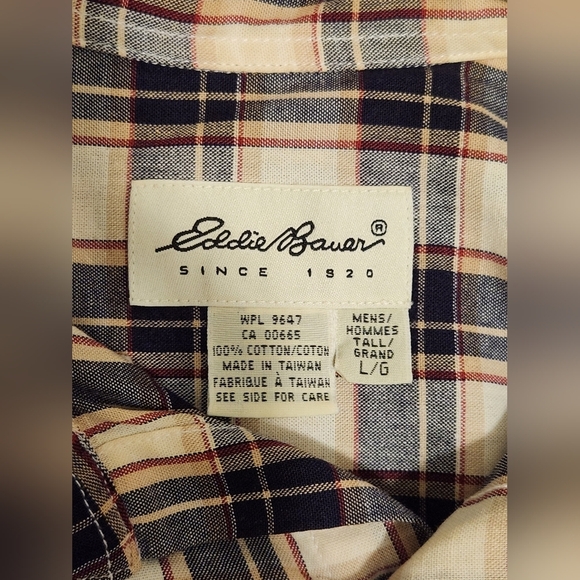 Eddie Bauer®
SINCE 1920
WPL 9647
CA 00665
100% COTTON/COTON
MADE IN TAIWAN
FABRIQUÉ À TAIWAN
SEE SIDE FOR CARE
MENS/
HOMMES
TALL/
GRAND
L/G